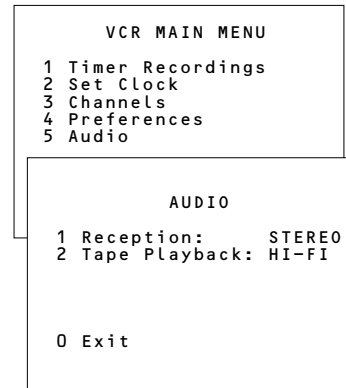 VCR MAIN MENU
1 Timer Recordings
2 Set Clock
3 Channels
4 Preferences
5 Audio
AUDIO
1 Reception: STEREO
2 Tape Playback: HI-FI
0 Exit